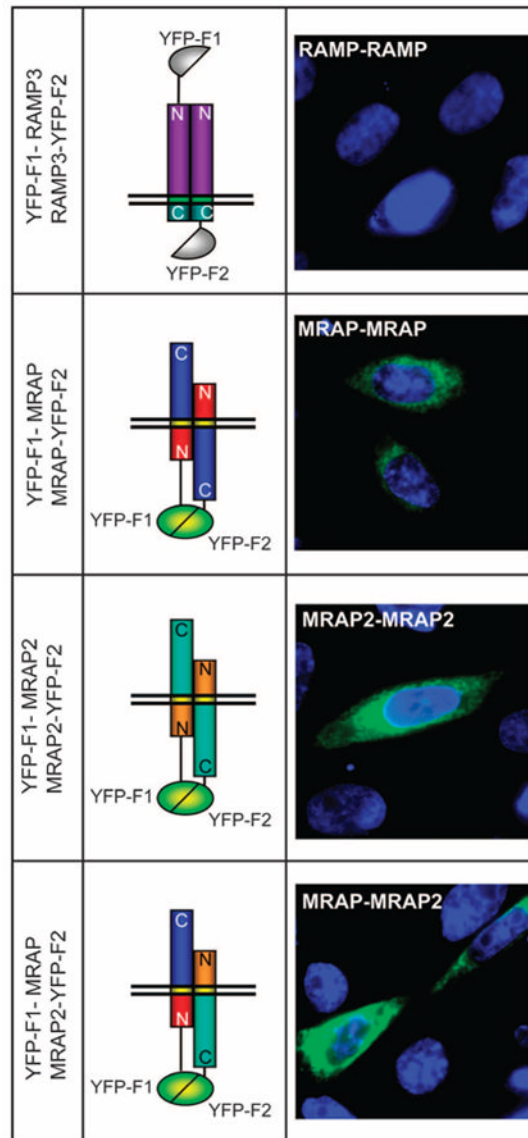 YFP-F1- RAMP3
RAMP3-YFP-F2
YFP-F1
N N
C C
YFP-F2
RAMP-RAMP
YFP-F1- MRAP
MRAP-YFP-F2
C
N
N
C
YFP-F1
YFP-F2
MRAP-MRAP
YFP-F1- MRAP2
MRAP2-YFP-F2
C
N
N
C
YFP-F1
YFP-F2
MRAP2-MRAP2
YFP-F1- MRAP
MRAP2-YFP-F2
C
N
N
C
YFP-F1
YFP-F2
MRAP-MRAP2